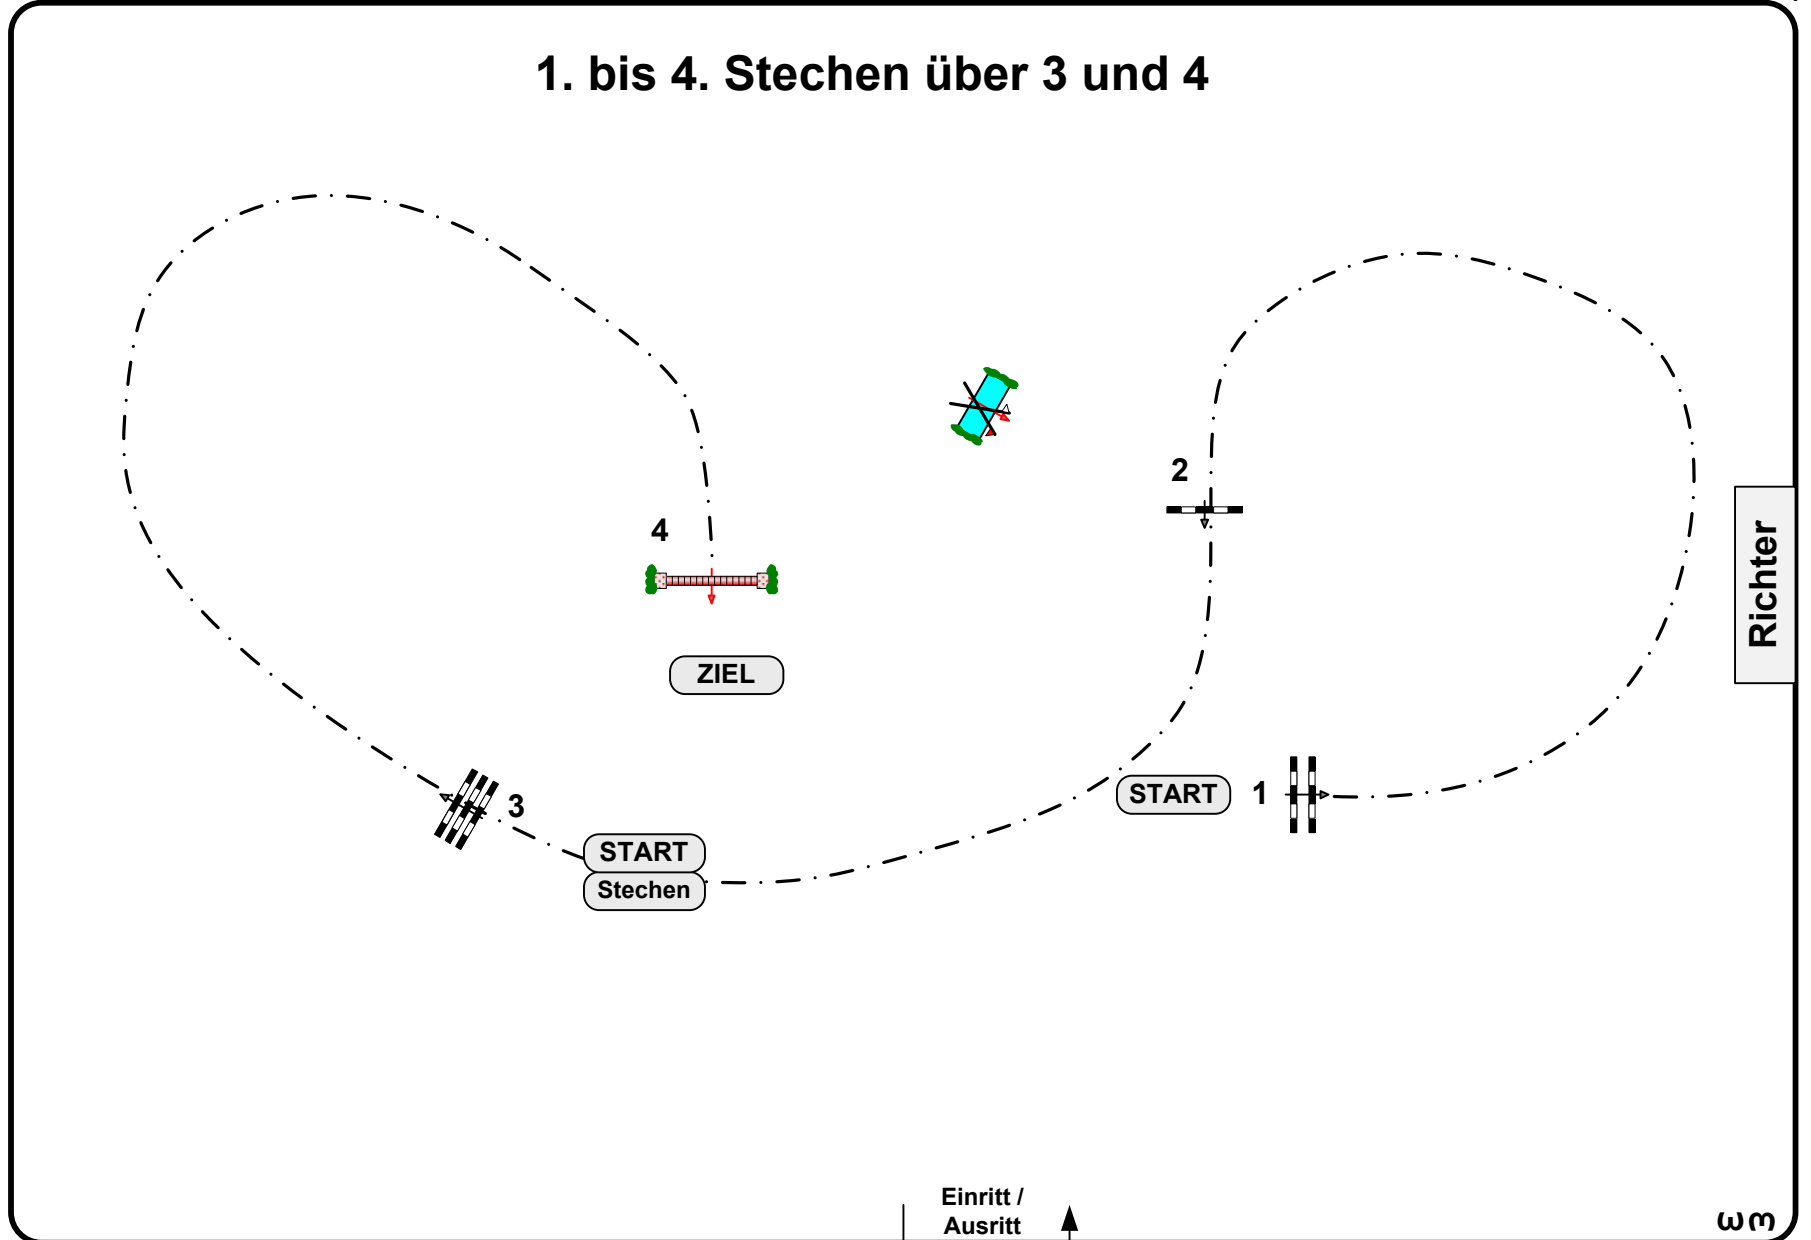 1. bis 4. Stechen über 3 und 4
2
4
Richter
ZIEL
START 1
3
START
Stechen
Einritt /
Ausritt